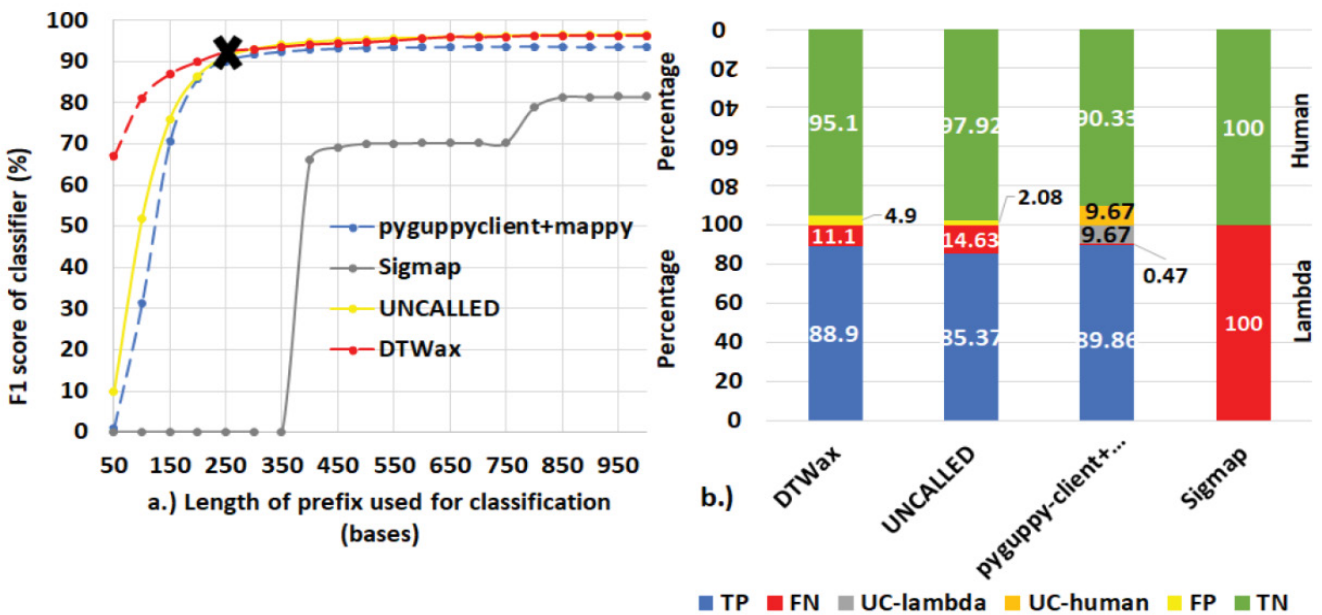 100
90
80
70
60
50
40
30
20
10
0
F1 score of classifier (%)
50 150 250 350 450 550 650 750 850 950
a.) Length of prefix used for classification
(bases)
pyguppyclient+mappy
Sigmap
UNCALLED
DTWax
Percentage
Percentage
0
20
40
60
80
100
80
60
40
20
0
95.1
97.92
90.33
100
4.9
2.08
9.67
11.1
14.63
9.67
0.47
88.9
85.37
89.86
100
Human
Lambda
b.)
DTWax
UNCALLED
pyguppy-client+...
Sigmap
TP FN UC-lambda UC-human FP TN